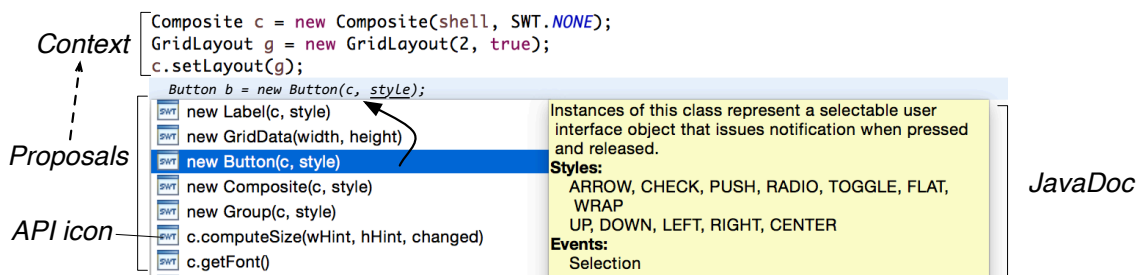 Context
Composite c = new Composite(shell, SWT.NONE);
GridLayout g = new GridLayout(2, true);
c.setLayout(g);
Button b = new Button(c, style);
Proposals
API icon
SWT new Label(c, style)
SWT new GridData(width, height)
SWT new Button(c, style)
SWT new Composite(c, style)
SWT new Group(c, style)
SWT c.computeSize(wHint, hHint, changed)
SWT c.getFont()
Instances of this class represent a selectable user
interface object that issues notification when pressed
and released.
Styles:
ARROW, CHECK, PUSH, RADIO, TOGGLE, FLAT,
WRAP
UP, DOWN, LEFT, RIGHT, CENTER
Events:
Selection
JavaDoc